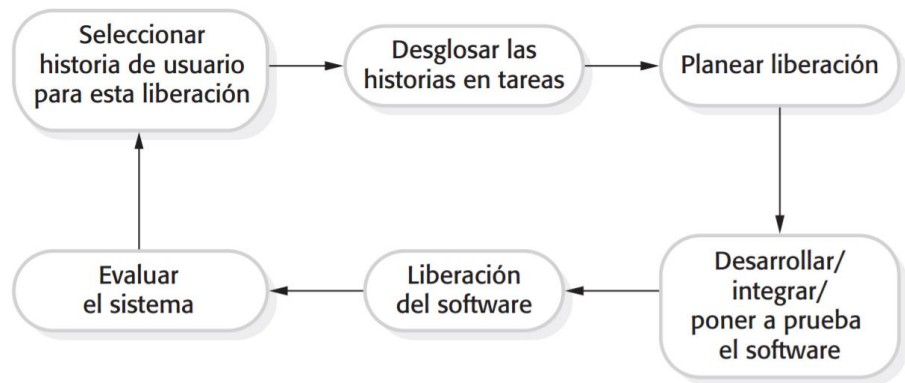 Seleccionar
historia de usuario
para esta liberación
Desglosar las
historias en tareas
Planear liberación
Evaluar
el sistema
Liberación
del software
Desarrollar/
integrar/
poner a prueba
el software